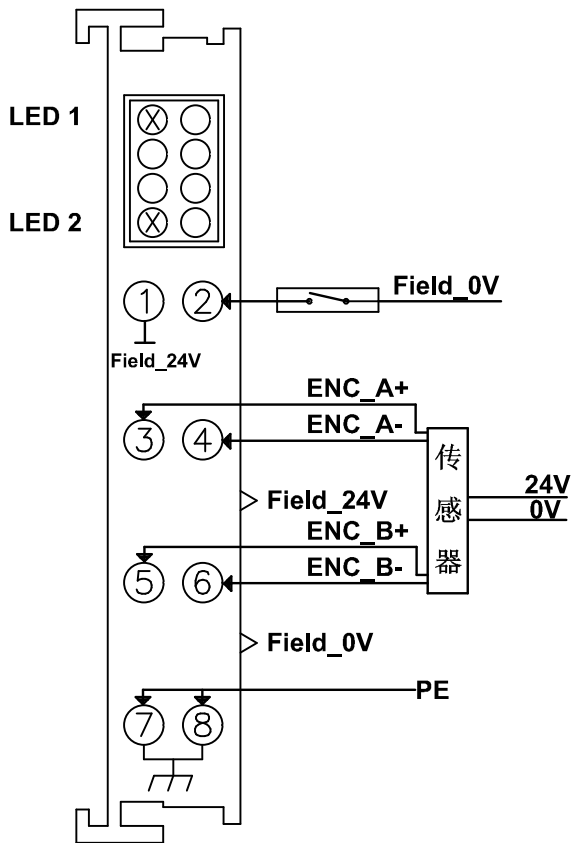 LED 1
LED 2
1 2
Field_0V
Field_24V
ENC_A+
ENC_A-
3 4
Field_24V
传感器
24V
0V
ENC_B+
ENC_B-
5 6
Field_0V
PE
7 8